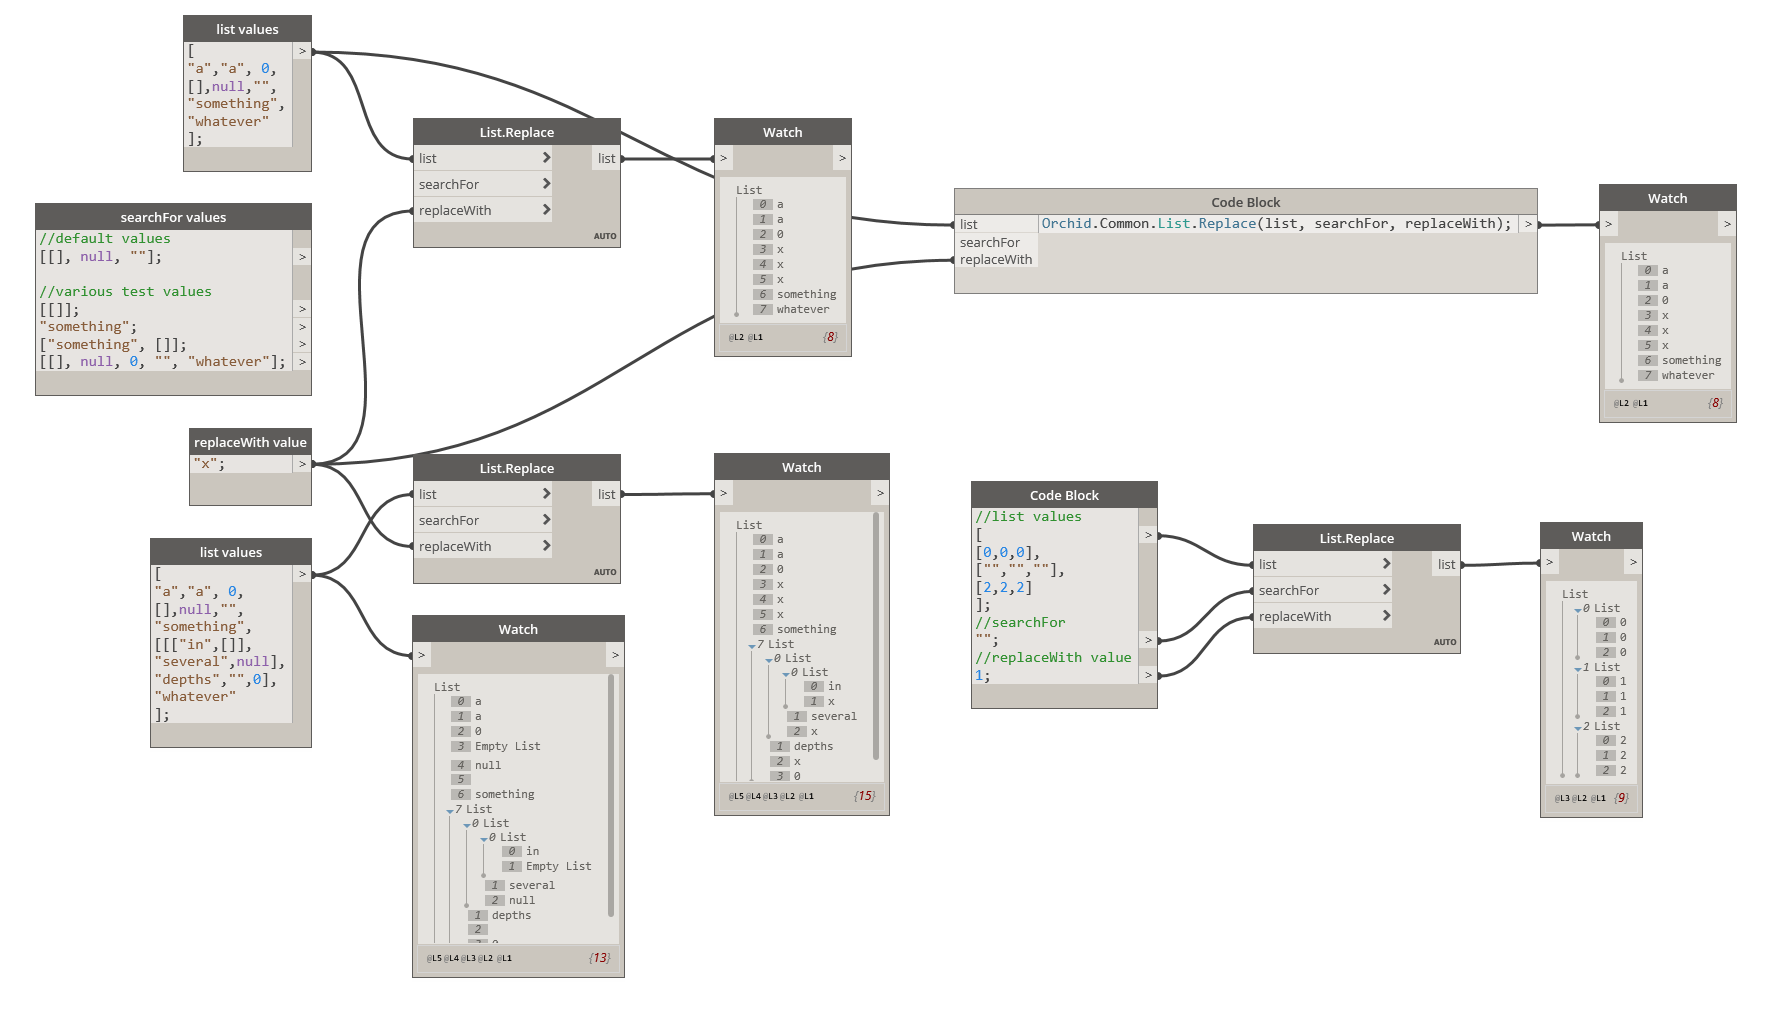 list values
[
"a","a", 0,
[],null,"",
"something",
"whatever"
];
>
searchFor values
//default values
[[], null, ""];
>
//various test values
[[]];
>
"something";
>
["something", []];
>
[[], null, 0, "", "whatever"];
>
replaceWith value
"x";
>
list values
[
"a","a", 0,
[],null,"",
"something",
[[["in",[]],
"several",null],
"depths","",0],
"whatever"
];
>
List.Replace
list
searchFor
replaceWith
list
AUTO
Watch
> >
List
0 a
1 a
2 0
3 x
4 x
5 x
6 something
7 whatever
@L2 @L1 {8}
Code Block
list
searchFor
replaceWith
Orchid.Common.List.Replace(list, searchFor, replaceWith);
>
Watch
> >
List
0 a
1 a
2 0
3 x
4 x
5 x
6 something
7 whatever
@L2 @L1 {8}
List.Replace
list
searchFor
replaceWith
list
AUTO
Watch
> >
List
0 a
1 a
2 0
3 x
4 x
5 x
6 something
7 List
0 List
0 List
0 in
1 x
1 several
2 x
1 depths
2 x
3 0
@L5 @L4 @L3 @L2 @L1 {15}
Watch
> >
List
0 a
1 a
2 0
3 Empty List
4 null
5
6 something
7 List
0 List
0 List
0 in
1 Empty List
1 several
2 null
1 depths
2
@L5 @L4 @L3 @L2 @L1 {13}
Code Block
//list values
[
>
[0,0,0],
["","",""],
[2,2,2]
];
//searchFor
"";
>
//replaceWith value
1;
>
List.Replace
list
searchFor
replaceWith
list
AUTO
Watch
> >
List
0 List
0 0
1 0
2 0
1 List
0 1
1 1
2 1
2 List
0 2
1 2
2 2
@L3 @L2 @L1 {9}